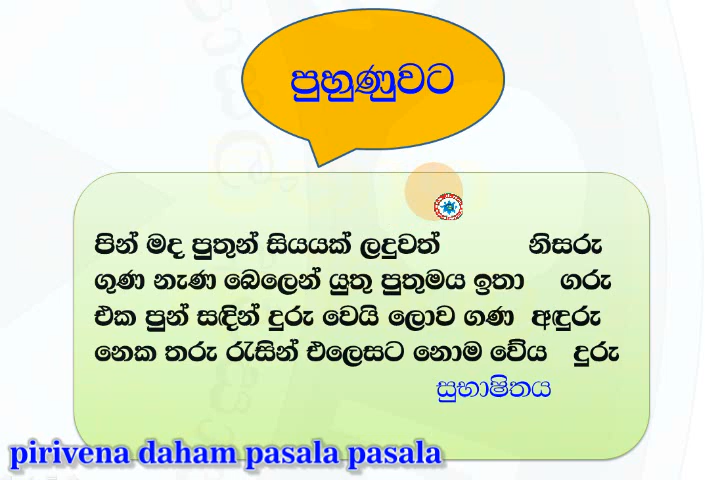 පුහුණුවට
පින් මද පුතුන් සියයක් ලදුවත් නිසරු
ගුණ නැණ බෙලෙන් යුතු පුතුමය ඉතා ගරු
එක පුන් සඳින් දුරු වෙයි ලොව ගණ අඳුරු
නෙක තරු රැසින් එලෙසට නොම වේය දුරු
සුභාෂිතය
pirivena daham pasala pasala